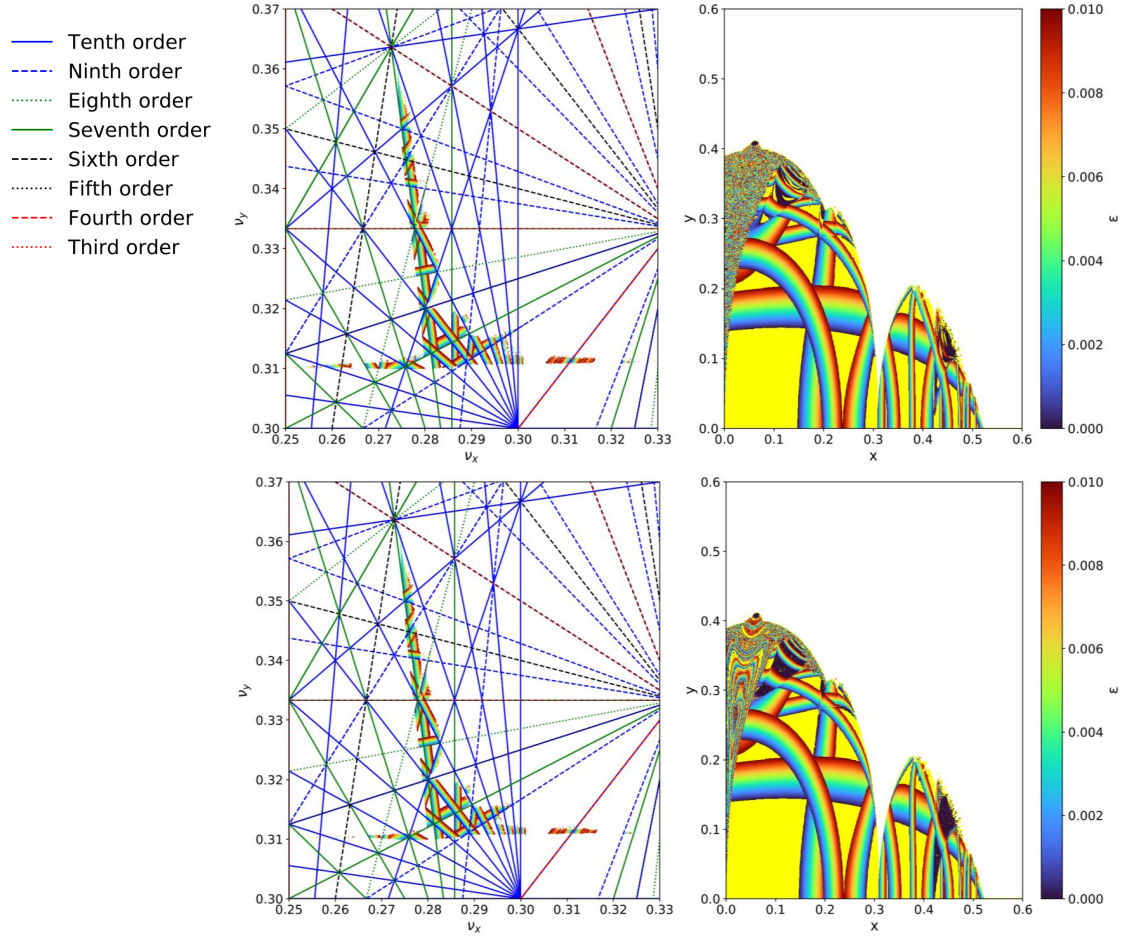 Tenth order
Ninth order
Eighth order
Seventh order
Sixth order
Fifth order
Fourth order
Third order
0.37
0.36
0.35
0.34
0.33
0.32
0.31
0.30
νy
0.25 0.26 0.27 0.28 0.29 0.30 0.31 0.32 0.33
νx
0.6
0.5
0.4
0.3
0.2
0.1
0.0
y
0.0 0.1 0.2 0.3 0.4 0.5 0.6
x
0.010
0.008
0.006
0.004
0.002
0.000
ε
0.37
0.36
0.35
0.34
0.33
0.32
0.31
0.30
νy
0.25 0.26 0.27 0.28 0.29 0.30 0.31 0.32 0.33
νx
0.6
0.5
0.4
0.3
0.2
0.1
0.0
y
0.0 0.1 0.2 0.3 0.4 0.5 0.6
x
0.010
0.008
0.006
0.004
0.002
0.000
ε